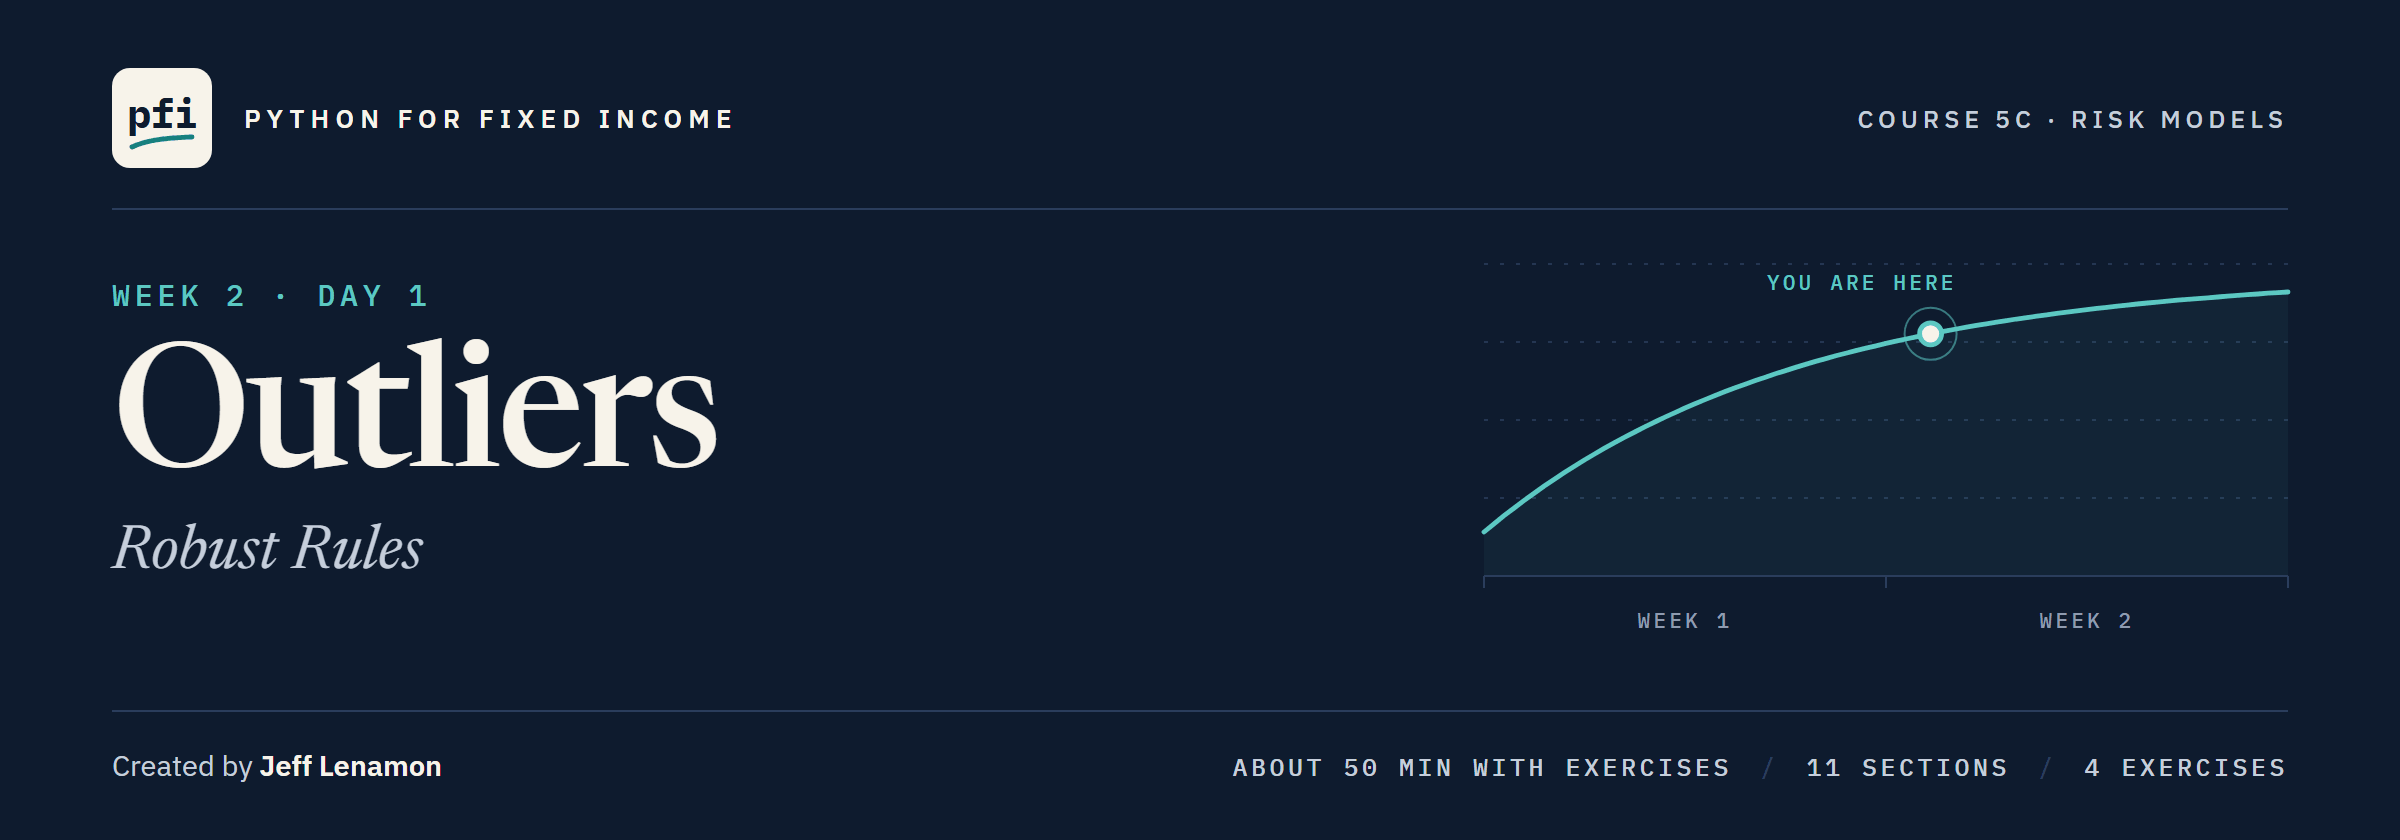 pfi
PYTHON FOR FIXED INCOME
COURSE 5C · RISK MODELS
WEEK 2 · DAY 1
Outliers
Robust Rules
YOU ARE HERE
WEEK 1
WEEK 2
Created by Jeff Lenamon
ABOUT 50 MIN WITH EXERCISES / 11 SECTIONS / 4 EXERCISES